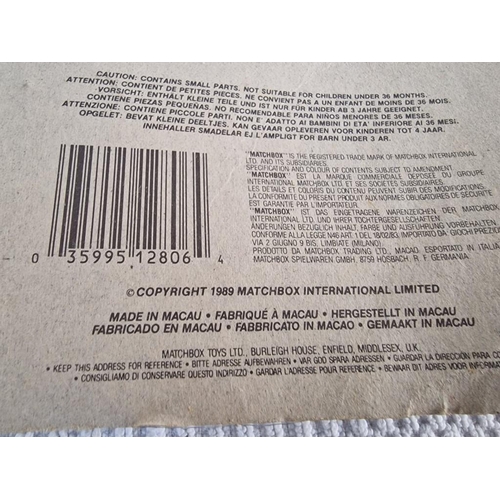 CAUTION: CONTAINS SMALL PARTS. NOT SUITABLE FOR CHILDREN UNDER 36 MONTHS.
ATTENTION: CONTIENT DE PETITES PIECES. NE CONVIENT PAS A UN ENFANT DE MOINS DE 36 MOIS.
VORSICHT: ENTHÄLT KLEINE TEILE UND IST NUR FÜR KINDER AB 3 JAHRE GEEIGNET.
CONTIENE PIEZAS PEQUEÑAS. NO RECOMENDABLE PARA NIÑOS MENORES DE 36 MESES.
ATTENZIONE: CONTIENE PICCOLE PARTI. NON E' ADATTO AI BAMBINI DI ETA' INFERIORE AI 36 MESI.
OPGELET: BEVAT KLEINE DEELTJES. KAN GEVAAR OPLEVEREN VOOR KINDEREN TOT 4 JAAR.
INNEHALLER SMADELAR EJ LÆMPLIGT FOR BARN UNDER 3 AR.
"MATCHBOX" IS THE REGISTERED TRADE MARK OF MATCHBOX INTERNATIONAL
LTD. AND ITS SUBSIDIARIES.
SPECIFICATION AND COLOUR OF CONTENTS SUBJECT TO AMENDMENT.
"MATCHBOX" EST LA MARQUE COMMERCIALE DEPOSÉE DU GROUPE
INTERNATIONAL MATCHBOX LTD ET SES SOCIETÉS SUBSIDIAIRES.
LES DETAILS ET COLORIS DU CONTENU PEUVENT SUBIR DES MODIFICATIONS.
LA CONFORMITE DU PRESENT PRODUIT AUX NORMES OBLIGATOIRES DE SÉCURITÉ
EST GARANTIE PAR L'IMPORTATEUR
"MATCHBOX" IST DAS EINGETRAGENE WARENZEICHEN DER MATCHBOX
INTERNATIONAL LTD. UND IHRER TOCHTERGESELLSCHAFTEN.
ÄNDERUNGEN BEZÜGLICH INHALT, FARBE UND AUSFÜHRUNG VORBEHALTEN.
CONFORME ALLA LEGGE N46 ART 1 DEL 18/02/83. IMPORTATO DA: GIOCHI PREZIOSI
VIA 2 GIUGNO 9 BIS. LIMBIATE (MILANO)
PRODOTTO DA MATCHBOX TRADING LTD., MACAO. ESPORTATO IN ITALIA
MATCHBOX SPIELWAREN GMBH. 8759 HÖSBACH, R. F. GERMANIA
0 35995 12806 4
© COPYRIGHT 1989 MATCHBOX INTERNATIONAL LIMITED
MADE IN MACAU • FABRIQUÉ À MACAU • HERGESTELLT IN MACAU
FABRICADO EN MACAU • FABBRICATO IN MACAO • GEMAAKT IN MACAU
MATCHBOX TOYS LTD., BURLEIGH HOUSE, ENFIELD, MIDDLESEX, U.K.
• KEEP THIS ADDRESS FOR REFERENCE • BITTE ADRESSE AUFBEWAHREN • VAR GOD SPARA ADRESSEN • GUARDAR LA DIRECCIÓN PARA
• CONSIGLIAMO DI CONSERVARE QUESTO INDIRIZZO • GARDAR L'ADRESSE POUR REFERENCE • BEWAAR DIT ADRES VOOR